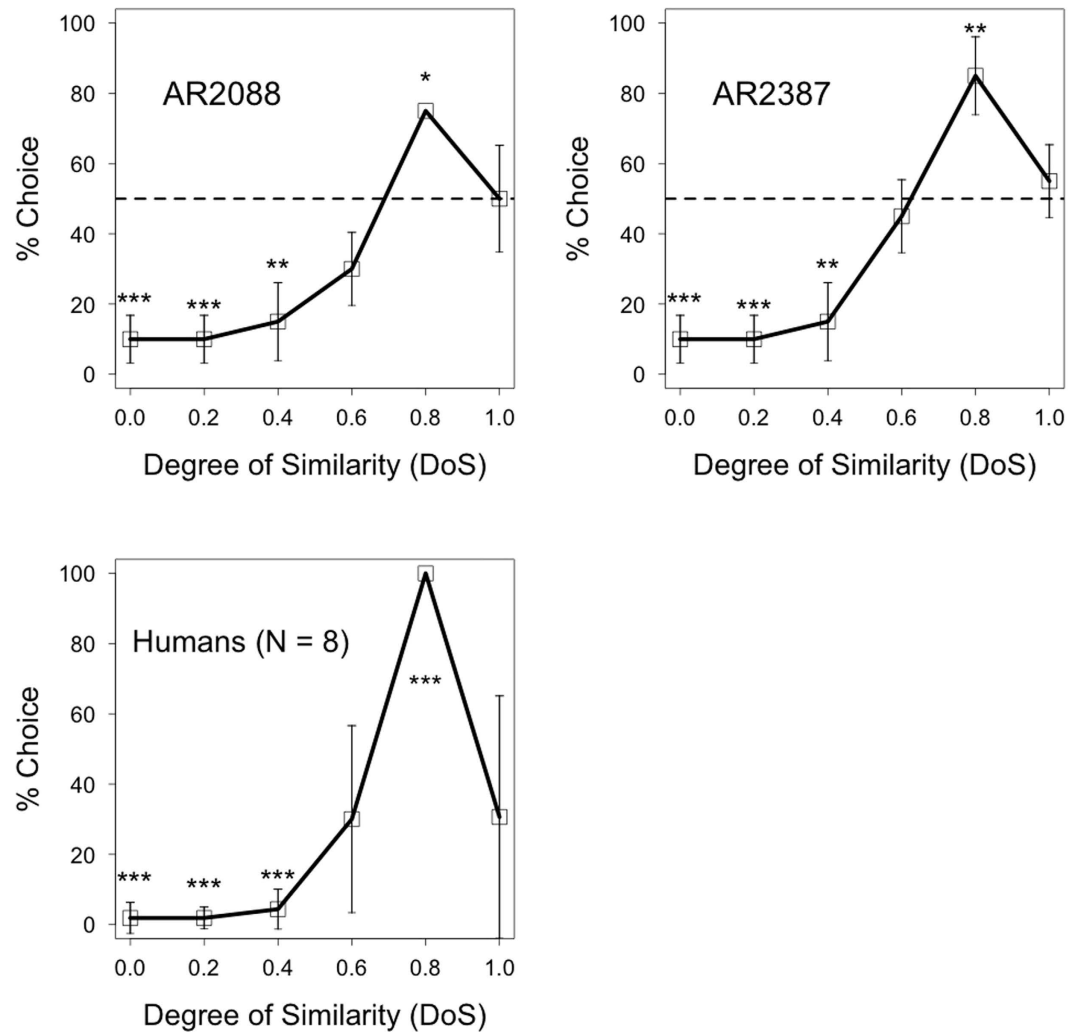 100
80
60
40
20
0
% Choice
AR2088
***
***
**
*
0.0 0.2 0.4 0.6 0.8 1.0
Degree of Similarity (DoS)
100
80
60
40
20
0
% Choice
AR2387
***
***
**
**
0.0 0.2 0.4 0.6 0.8 1.0
Degree of Similarity (DoS)
100
80
60
40
20
0
% Choice
Humans (N = 8)
***
***
***
***
0.0 0.2 0.4 0.6 0.8 1.0
Degree of Similarity (DoS)